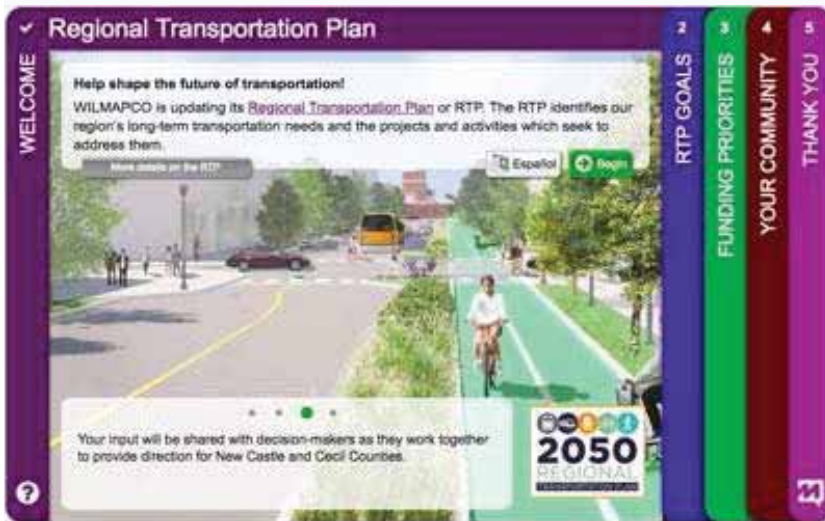 Regional Transportation Plan
WELCOME
Help shape the future of transportation!
WILMAPCO is updating its Regional Transportation Plan or RTP. The RTP identifies our
region's long-term transportation needs and the projects and activities which seek to
address them.
More details on the RTP
Español
Begin
Your input will be shared with decision-makers as they work together
to provide direction for New Castle and Cecil Counties.
2050
REGIONAL
TRANSPORTATION PLAN
?
2
RTP GOALS
3
FUNDING PRIORITIES
4
YOUR COMMUNITY
5
THANK YOU